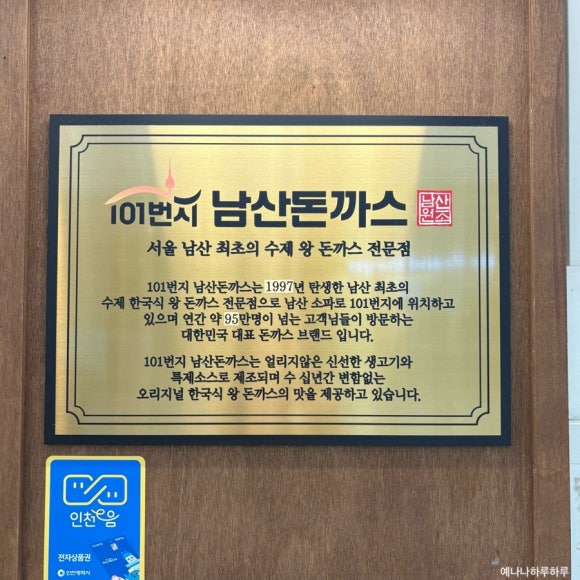 101번지 남산돈까스
남산
원조
서울 남산 최초의 수제 왕 돈까스 전문점
101번지 남산돈까스는 1997년 탄생한 남산 최초의
수제 한국식 왕 돈까스 전문점으로 남산 소파로 101번지에 위치하고
있으며 연간 약 95만명이 넘는 고객님들이 방문하는
대한민국 대표 돈까스 브랜드 입니다.
101번지 남산돈까스는 얼리지않은 신선한 생고기와
특제소스로 제조되며 수 십년간 변함없는
오리지널 한국식 왕 돈까스의 맛을 제공하고 있습니다.
인천e음
전자상품권
인천광역시
예나나하루하루